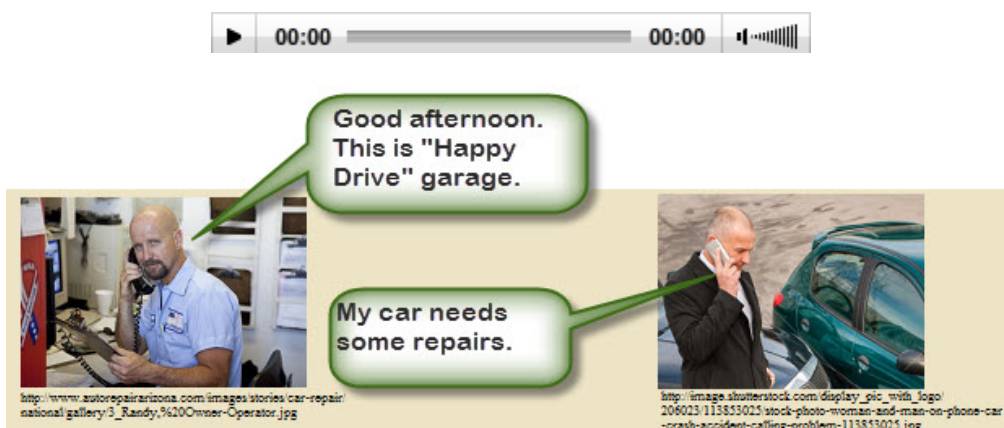 00:00 00:00
Good afternoon.
This is "Happy
Drive" garage.
My car needs
some repairs.
http://www.autorepairarizona.com/images/stories/car-repair/
national/gallery/3_Randy,%20Owner-Operator.jpg
http://image.shutterstock.com/display_pic_with_logo/
206023/113853025/stock-photo-woman-and-man-on-phone-car
-crash-accident-calling-problem-113853025.jpg